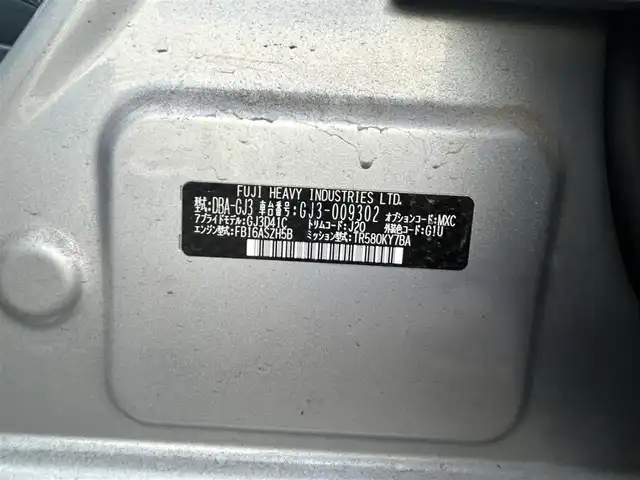 FUJI HEAVY INDUSTRIES LTD.
型式:DBA-GJ3 車台番号:GJ3-009302 オプションコード:MXC
アプライドモデル:GJ3D41C トリムコード:J20 外装色コード:G1U
エンジン型式:FB16ASZH5B ミッション型式:TR580KY7BA